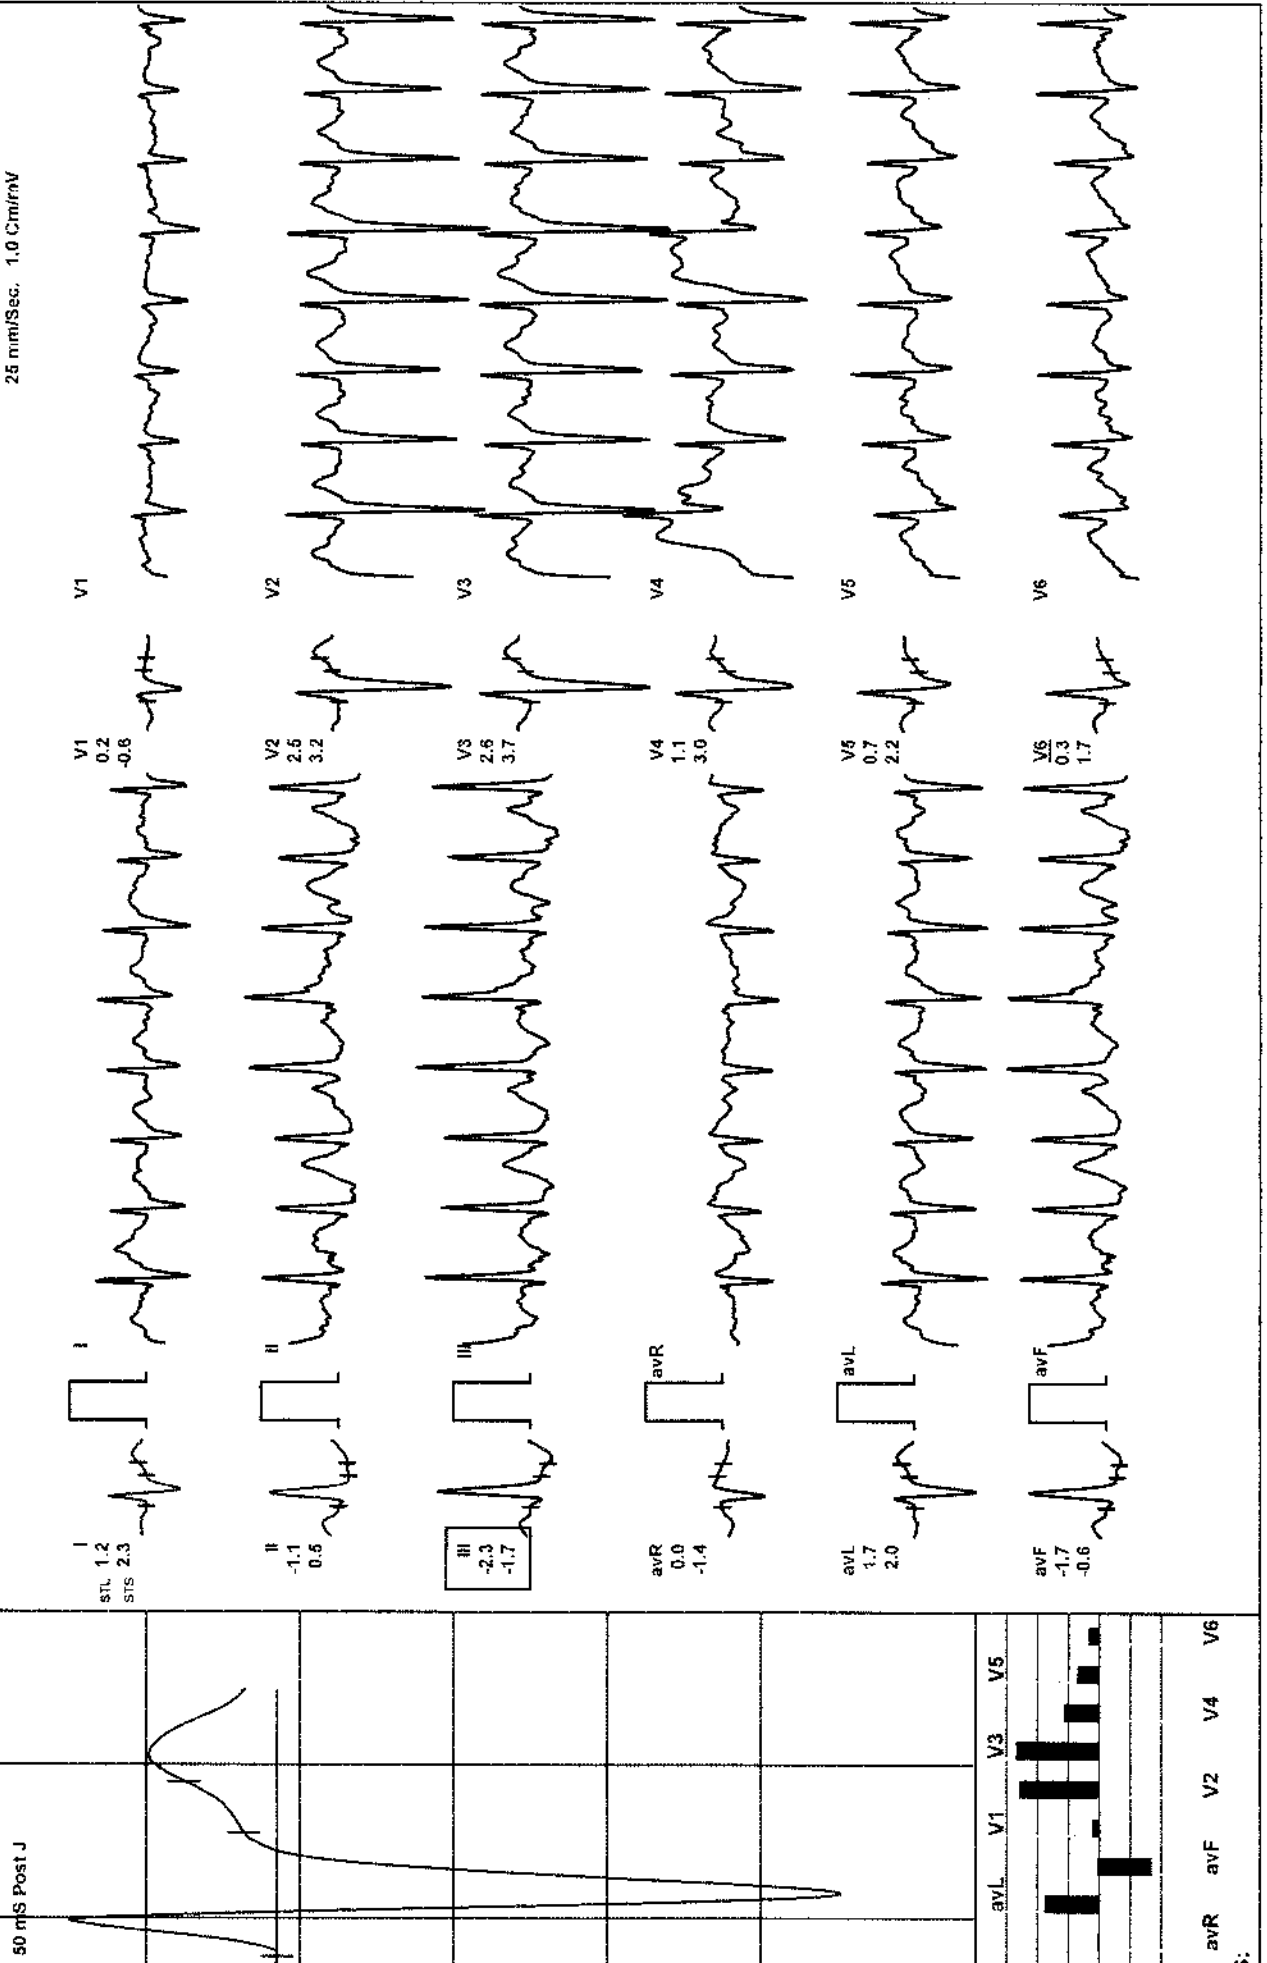 25 mm/Sec. 1.0 Cm/mV
50 mS Post J
I
STL 1.2
STS 2.3
I
V1
0.2
-0.6
V1
II
-1.1
0.5
II
V2
2.5
3.2
V2
III
-2.3
-1.7
III
V3
2.6
3.7
V3
avR
0.0
-1.4
avR
V4
1.1
3.0
V4
avL
1.7
2.0
avL
V5
0.7
2.2
V5
avF
-1.7
-0.6
avF
V6
0.3
1.7
V6
avL V1 V3 V5
avR avF V2 V4 V6